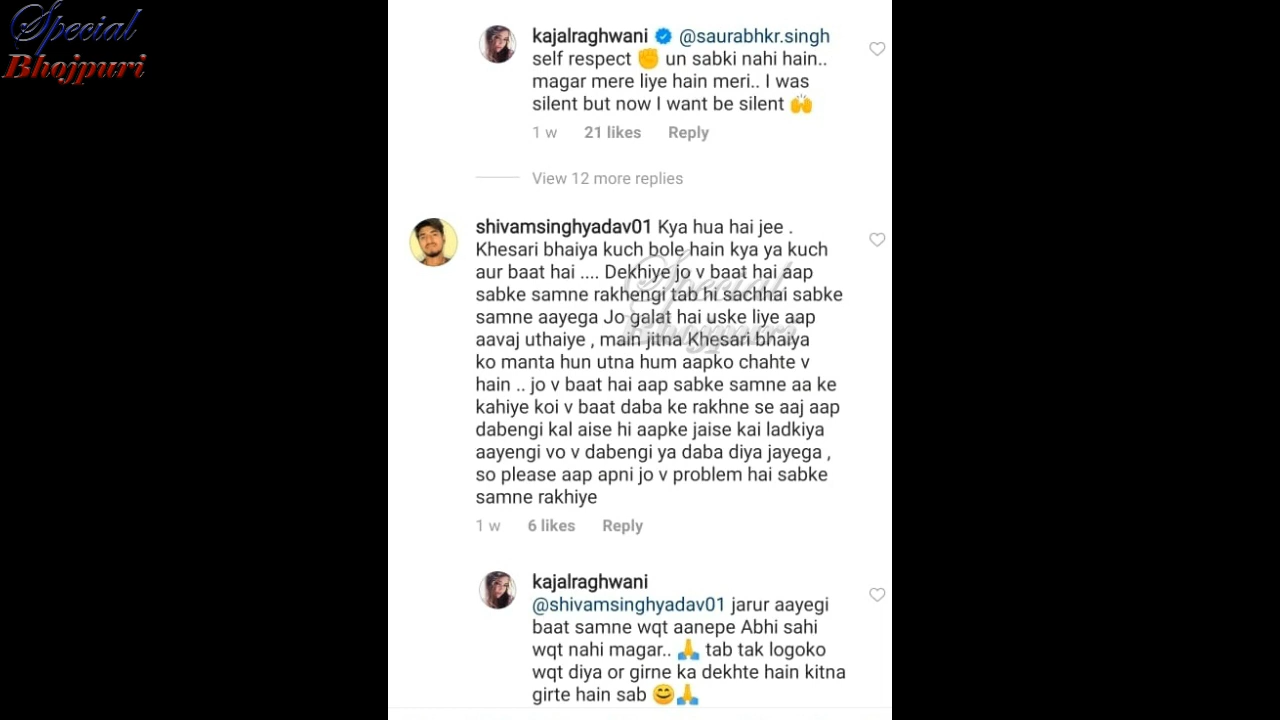 Special
Bhojpuri
kajalraghwani @saurabhkr.singh
self respect ✊ un sabki nahi hain..
magar mere liye hain meri.. I was
silent but now I want be silent 🙌
1 w 21 likes Reply
View 12 more replies
shivamsinghyadav01 Kya hua hai jee .
Khesari bhaiya kuch bole hain kya ya kuch
aur baat hai .... Dekhiye jo v baat hai aap
sabke samne rakhengi tab hi sachhai sabke
samne aayega Jo galat hai uske liye aap
aavaj uthaiye , main jitna Khesari bhaiya
ko manta hun utna hum aapko chahte v
hain .. jo v baat hai aap sabke samne aa ke
kahiye koi v baat daba ke rakhne se aaj aap
dabengi kal aise hi aapke jaise kai ladkiya
aayengi vo v dabengi ya daba diya jayega ,
so please aap apni jo v problem hai sabke
samne rakhiye
Special
Bhojpuri
1 w 6 likes Reply
kajalraghwani
@shivamsinghyadav01 jarur aayegi
baat samne wqt aanepe Abhi sahi
wqt nahi magar.. 🙏 tab tak logoko
wqt diya or girne ka dekhte hain kitna
girte hain sab 😊🙏